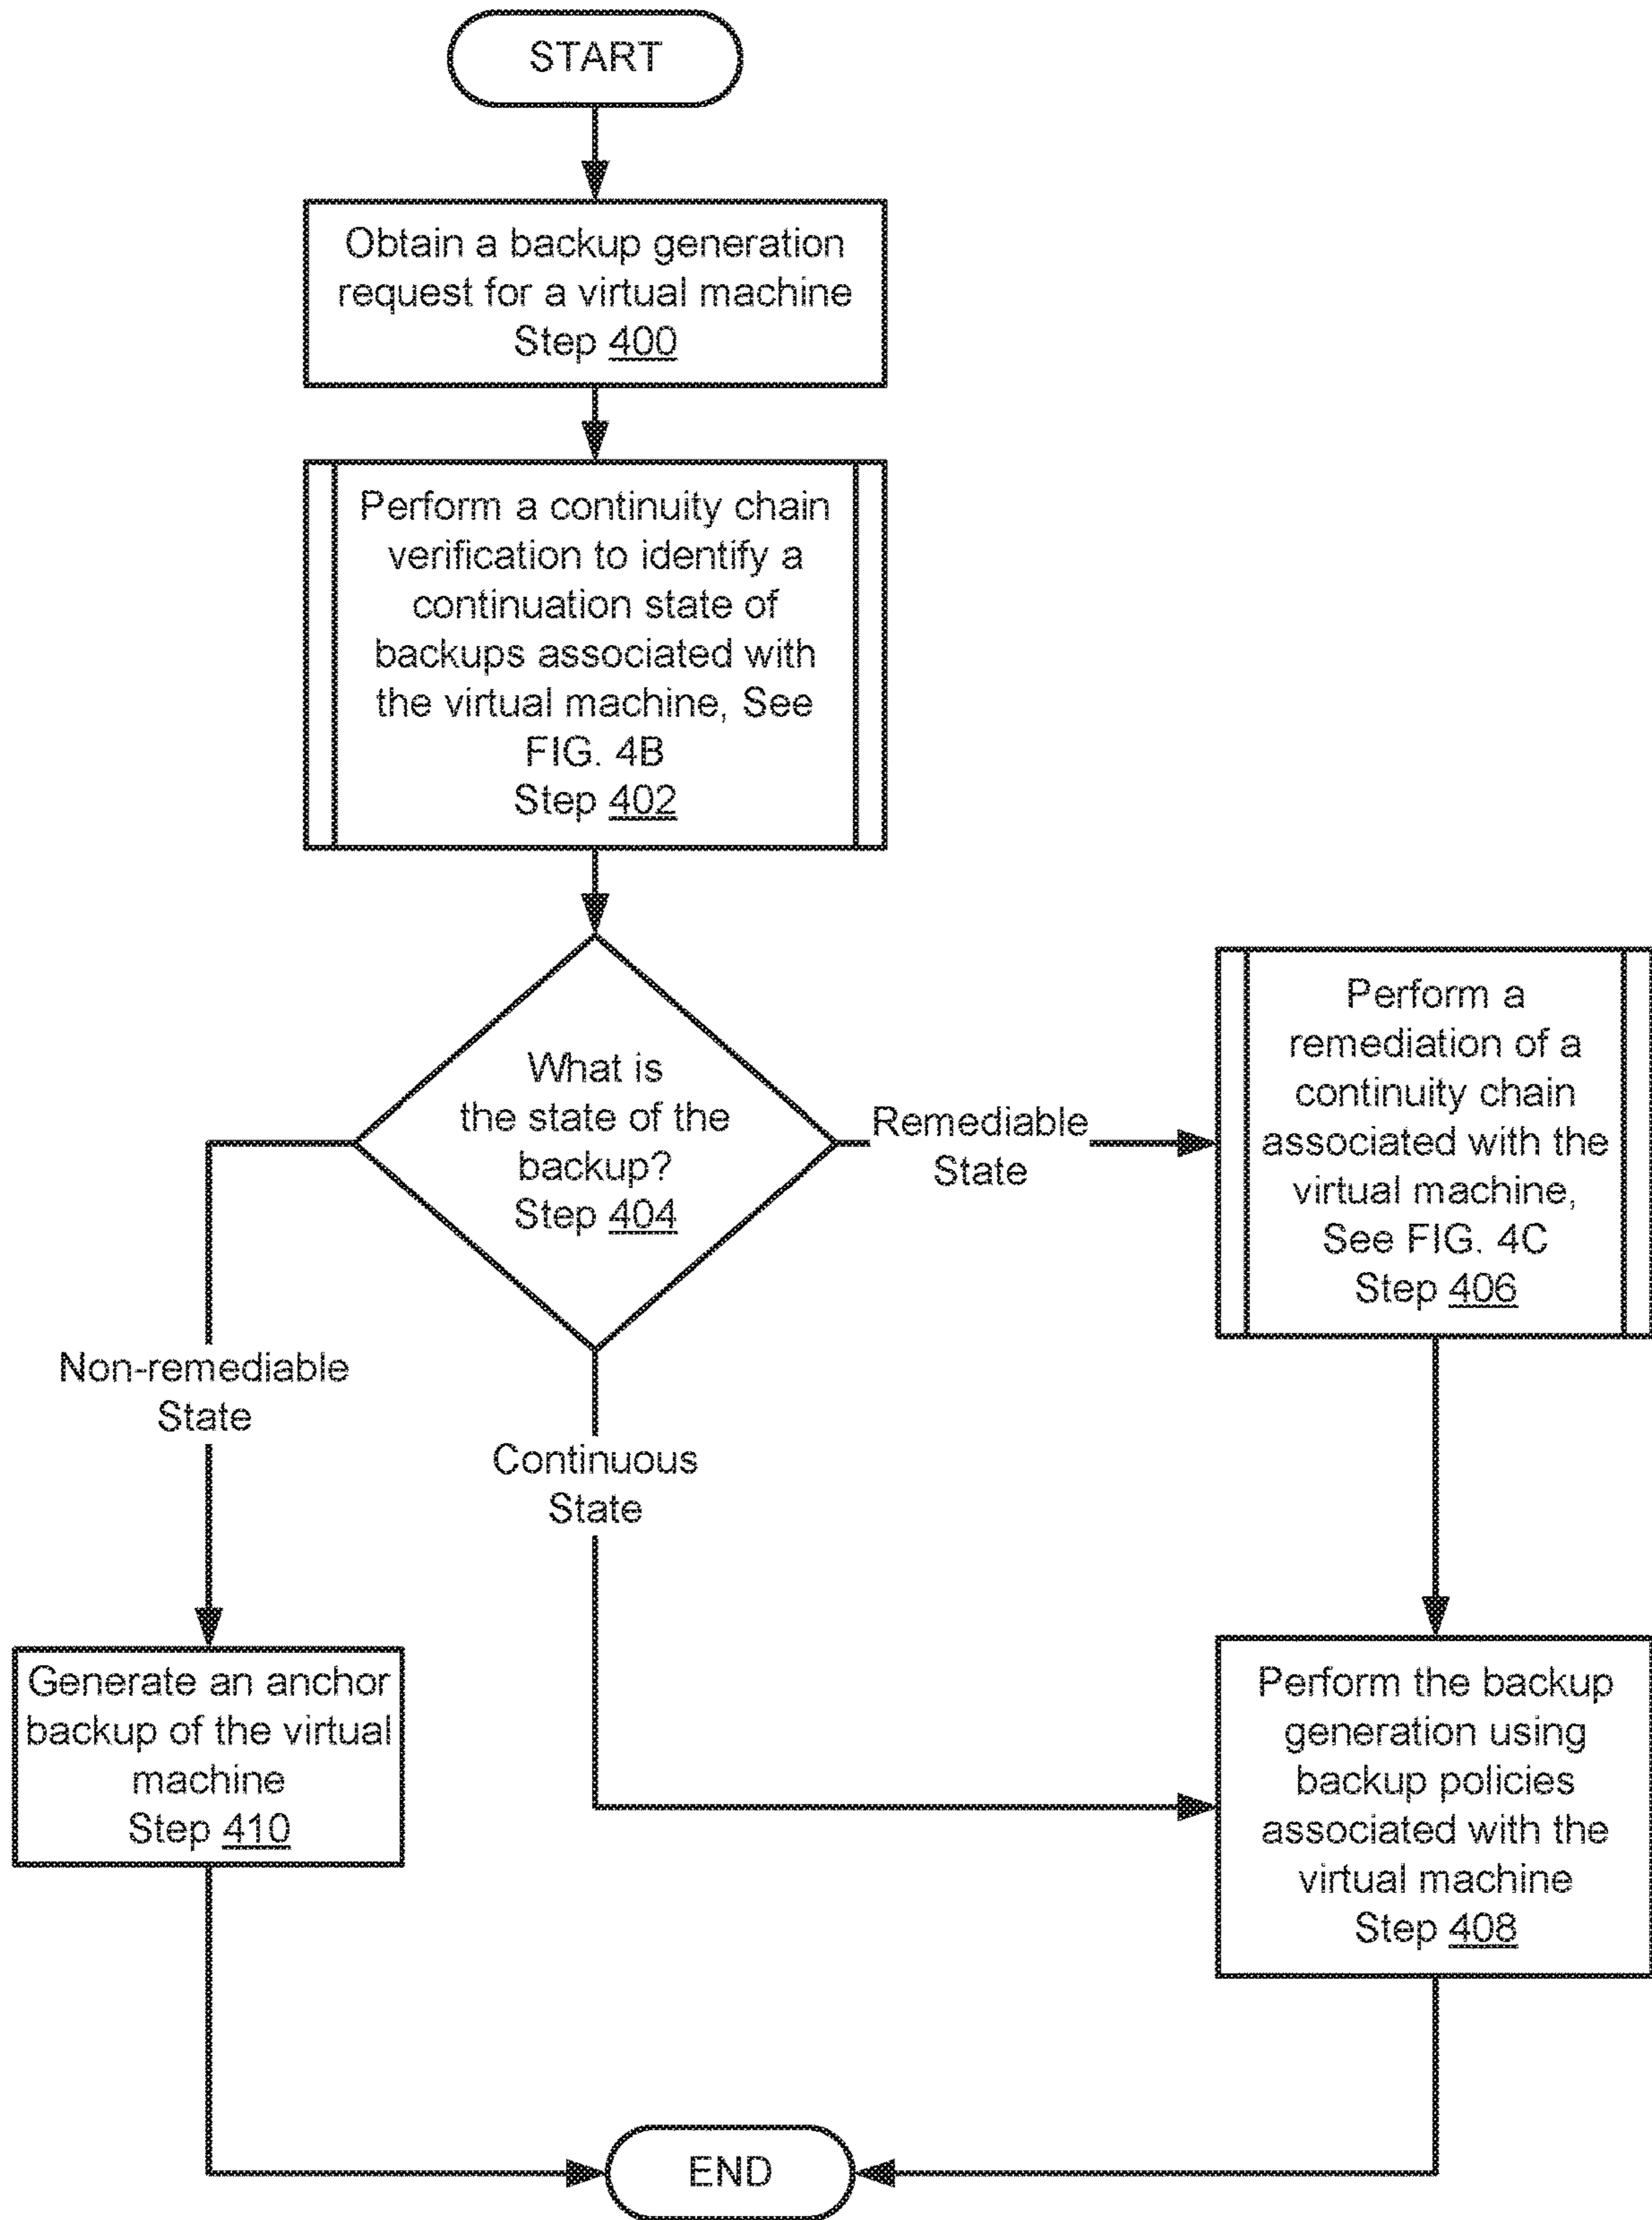 START
Obtain a backup generation
request for a virtual machine
Step 400
Perform a continuity chain
verification to identify a
continuation state of
backups associated with
the virtual machine, See
FIG. 4B
Step 402
What is
the state of the
backup?
Step 404
Remediable
State
Perform a
remediation of a
continuity chain
associated with the
virtual machine,
See FIG. 4C
Step 406
Non-remediable
State
Continuous
State
Generate an anchor
backup of the virtual
machine
Step 410
Perform the backup
generation using
backup policies
associated with the
virtual machine
Step 408
END